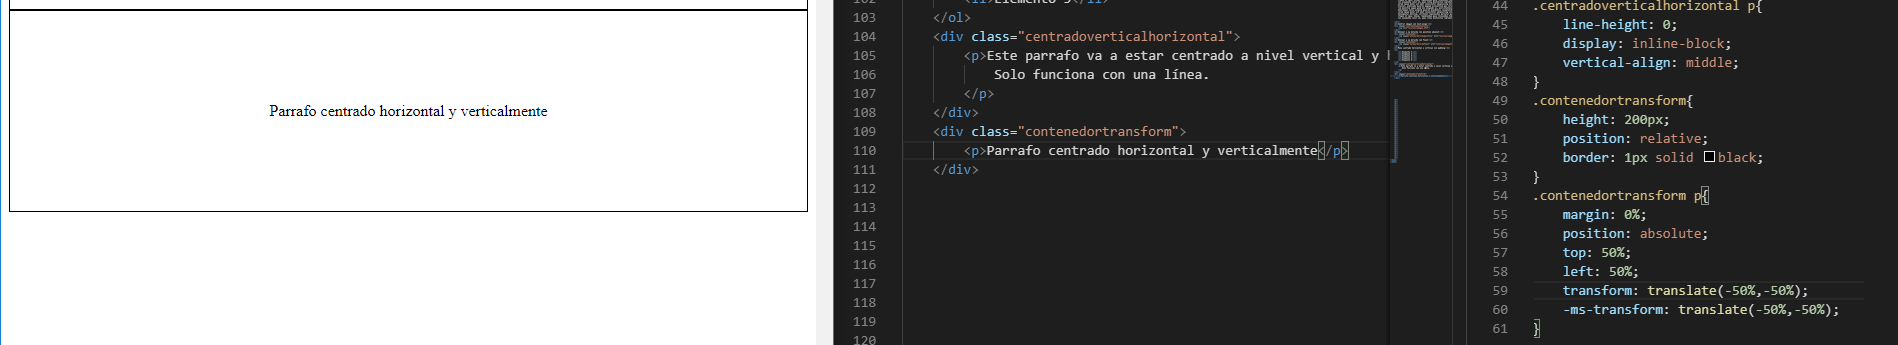 Parrafo centrado horizontal y verticalmente
102 <li>Elemento 3</li>
103 </ol>
104 <div class="centradoverticalhorizontal">
105 <p>Este parrafo va a estar centrado a nivel vertical y
106 Solo funciona con una línea.
107 </p>
108 </div>
109 <div class="contenedortransform">
110 <p>Parrafo centrado horizontal y verticalmente</p>
111 </div>
112
113
114
115
116
117
118
119
120
44 .centradoverticalhorizontal p{
45 line-height: 0;
46 display: inline-block;
47 vertical-align: middle;
48 }
49 .contenedortransform{
50 height: 200px;
51 position: relative;
52 border: 1px solid black;
53 }
54 .contenedortransform p{
55 margin: 0%;
56 position: absolute;
57 top: 50%;
58 left: 50%;
59 transform: translate(-50%,-50%);
60 -ms-transform: translate(-50%,-50%);
61 }